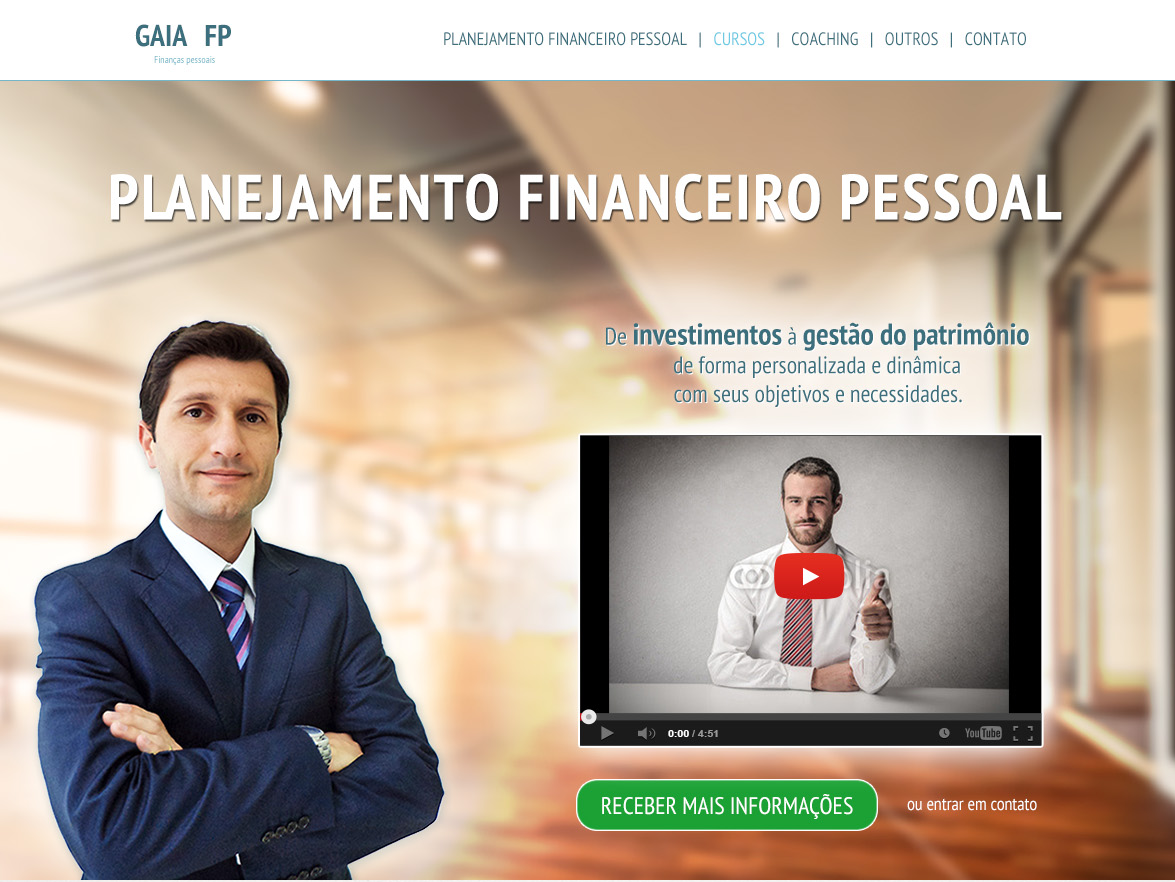 GAIA FP
Finanças pessoais
PLANEJAMENTO FINANCEIRO PESSOAL | CURSOS | COACHING | OUTROS | CONTATO
PLANEJAMENTO FINANCEIRO PESSOAL
De investimentos à gestão do patrimônio
de forma personalizada e dinâmica
com seus objetivos e necessidades.
0:00 / 4:51
YouTube
RECEBER MAIS INFORMAÇÕES
ou entrar em contato